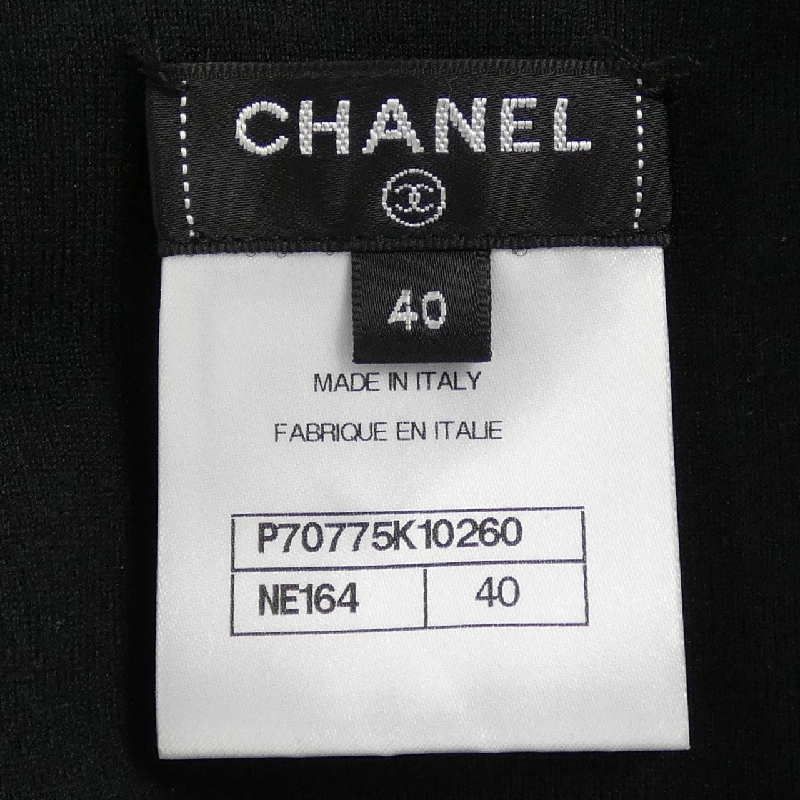 CHANEL
40
MADE IN ITALY
FABRIQUE EN ITALIE
P70775K10260
NE164 40